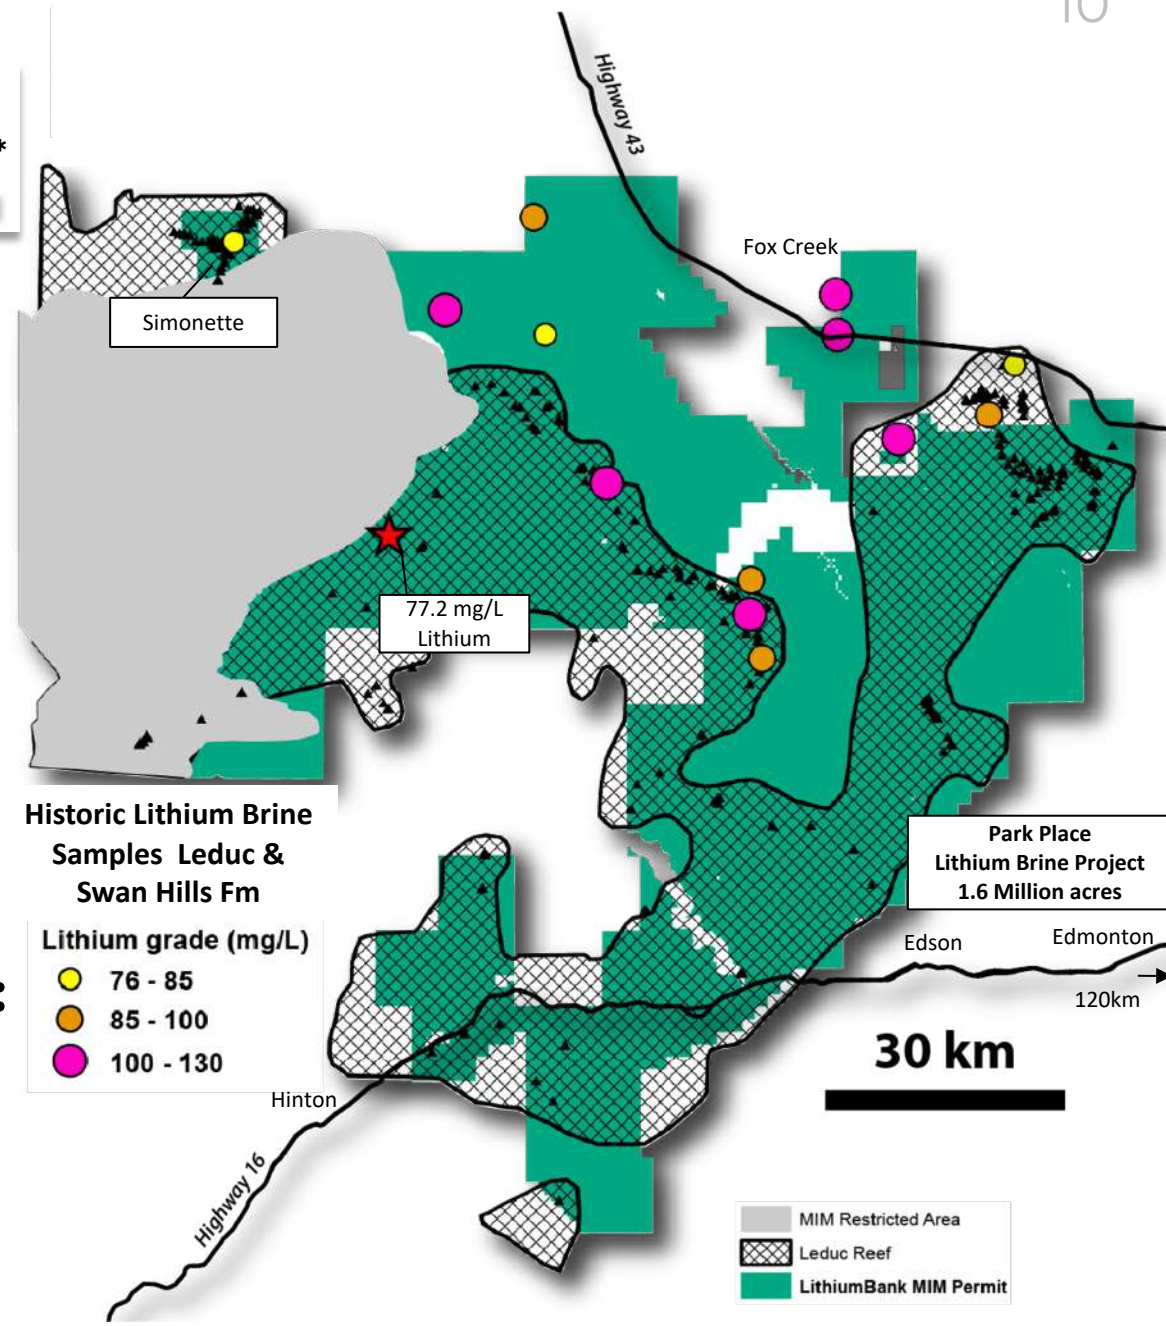 10
*
Highway 43
Fox Creek
Simonette
77.2 mg/L
Lithium
Historic Lithium Brine
Samples Leduc &
Swan Hills Fm
Lithium grade (mg/L)
76 - 85
85 - 100
100 - 130
:
Park Place
Lithium Brine Project
1.6 Million acres
Edson
Edmonton
120km
30 km
Hinton
Highway 16
MIM Restricted Area
Leduc Reef
LithiumBank MIM Permit